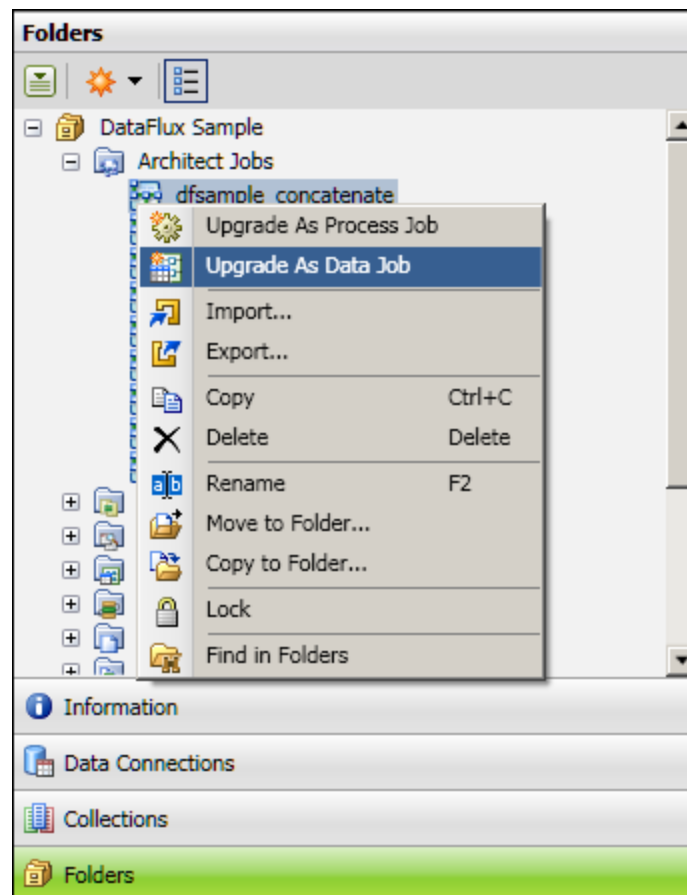 Folders
DataFlux Sample
Architect Jobs
dfsample_concatenate
Upgrade As Process Job
Upgrade As Data Job
Import...
Export...
Copy Ctrl+C
Delete Delete
Rename F2
Move to Folder...
Copy to Folder...
Lock
Find in Folders
Information
Data Connections
Collections
Folders